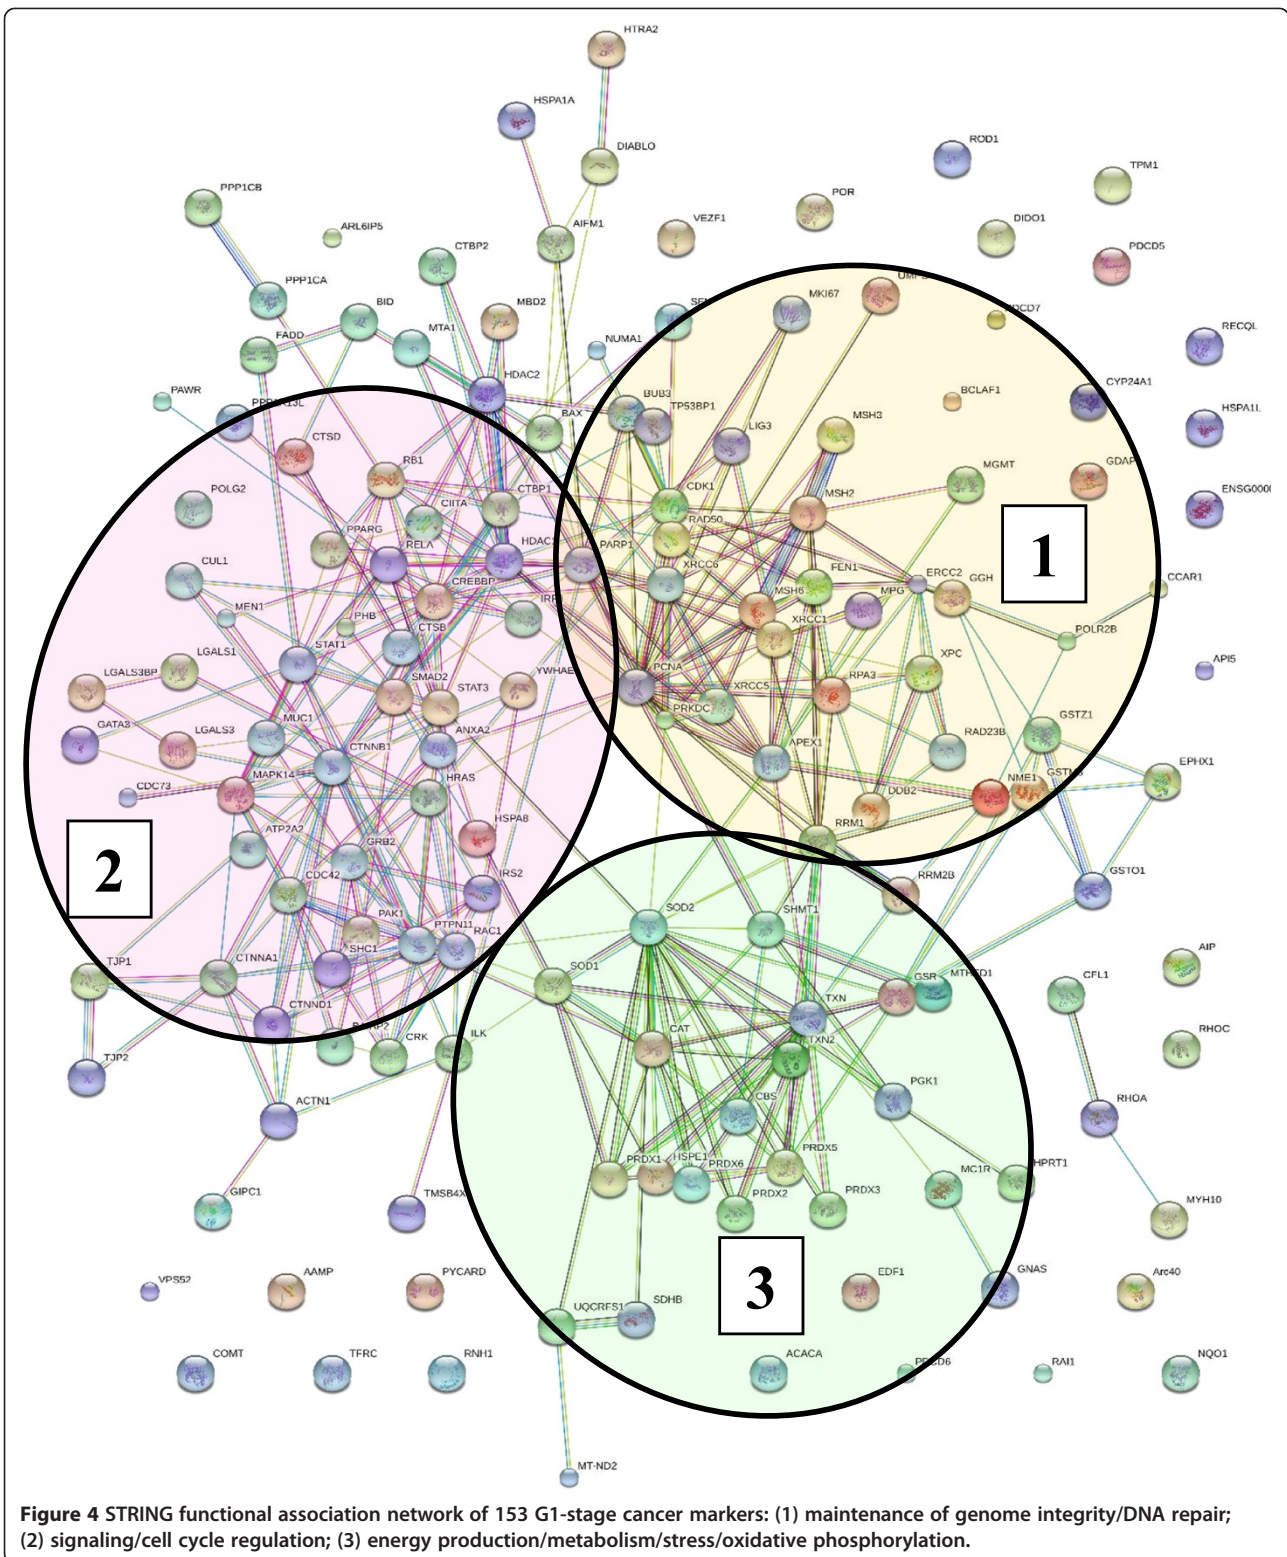 HTRA2
HSPA1A
ROD1
DIABLO
TPM1
PPP1CB
POR
DIDO1
VEZF1
ARL6IP5
AIFM1
CTBP2
PDCD5
PPP1CA
BID
MBD2
MKI67
MTA1
FADD
NUMA1
RECQL
HDAC2
PAWR
BUB3
BCLAF1
CYP24A1
TP53BP1
BAX
HSPA1L
CTSD
LIG3
MSH3
RB1
MGMT
POLG2
CIITA
CTBP1
CDK1
MSH2
RAD50
PPARG
RELA
PARP1
CUL1
XRCC6
FEN1
ERCC2
GGH
CREBBP
CCAR1
MEN1
PHB
MSH6
MPG
1
CTSB
XRCC1
POLR2B
LGALS1
STAT1
YWHAE
PCNA
XPC
API5
LGALS3BP
SMAD2
STAT3
XRCC5
RPA3
PRKDC
GATA3
LGALS3
MUC1
ANXA2
RAD23B
GSTZ1
CTNNB1
APEX1
CDC73
MAPK14
HRAS
NME1
EPHX1
DDB2
ATP2A2
HSPA8
RRM1
2
GRB2
CDC42
IRS2
RRM2B
GSTO1
PAK1
PTPN11
SOD2
SHMT1
SHC1
RAC1
TJP1
CTNNA1
SOD1
GSR
CFL1
AIP
CTNND1
TXN
CRK
ILK
CAT
TXN2
RHOC
TJP2
ACTN1
CBS
PGK1
RHOA
PRDX1
HSPE1
PRDX6
PRDX5
MC1R
HPRT1
GIPC1
TMSB4X
PRDX2
PRDX3
MYH10
VPS52
AAMP
PYCARD
3
EDF1
GNAS
Arc40
UQCRFS1
SDHB
COMT
TFRC
RNH1
ACACA
RAI1
NQO1
MT-ND2
Figure 4 STRING functional association network of 153 G1-stage cancer markers: (1) maintenance of genome integrity/DNA repair;
(2) signaling/cell cycle regulation; (3) energy production/metabolism/stress/oxidative phosphorylation.